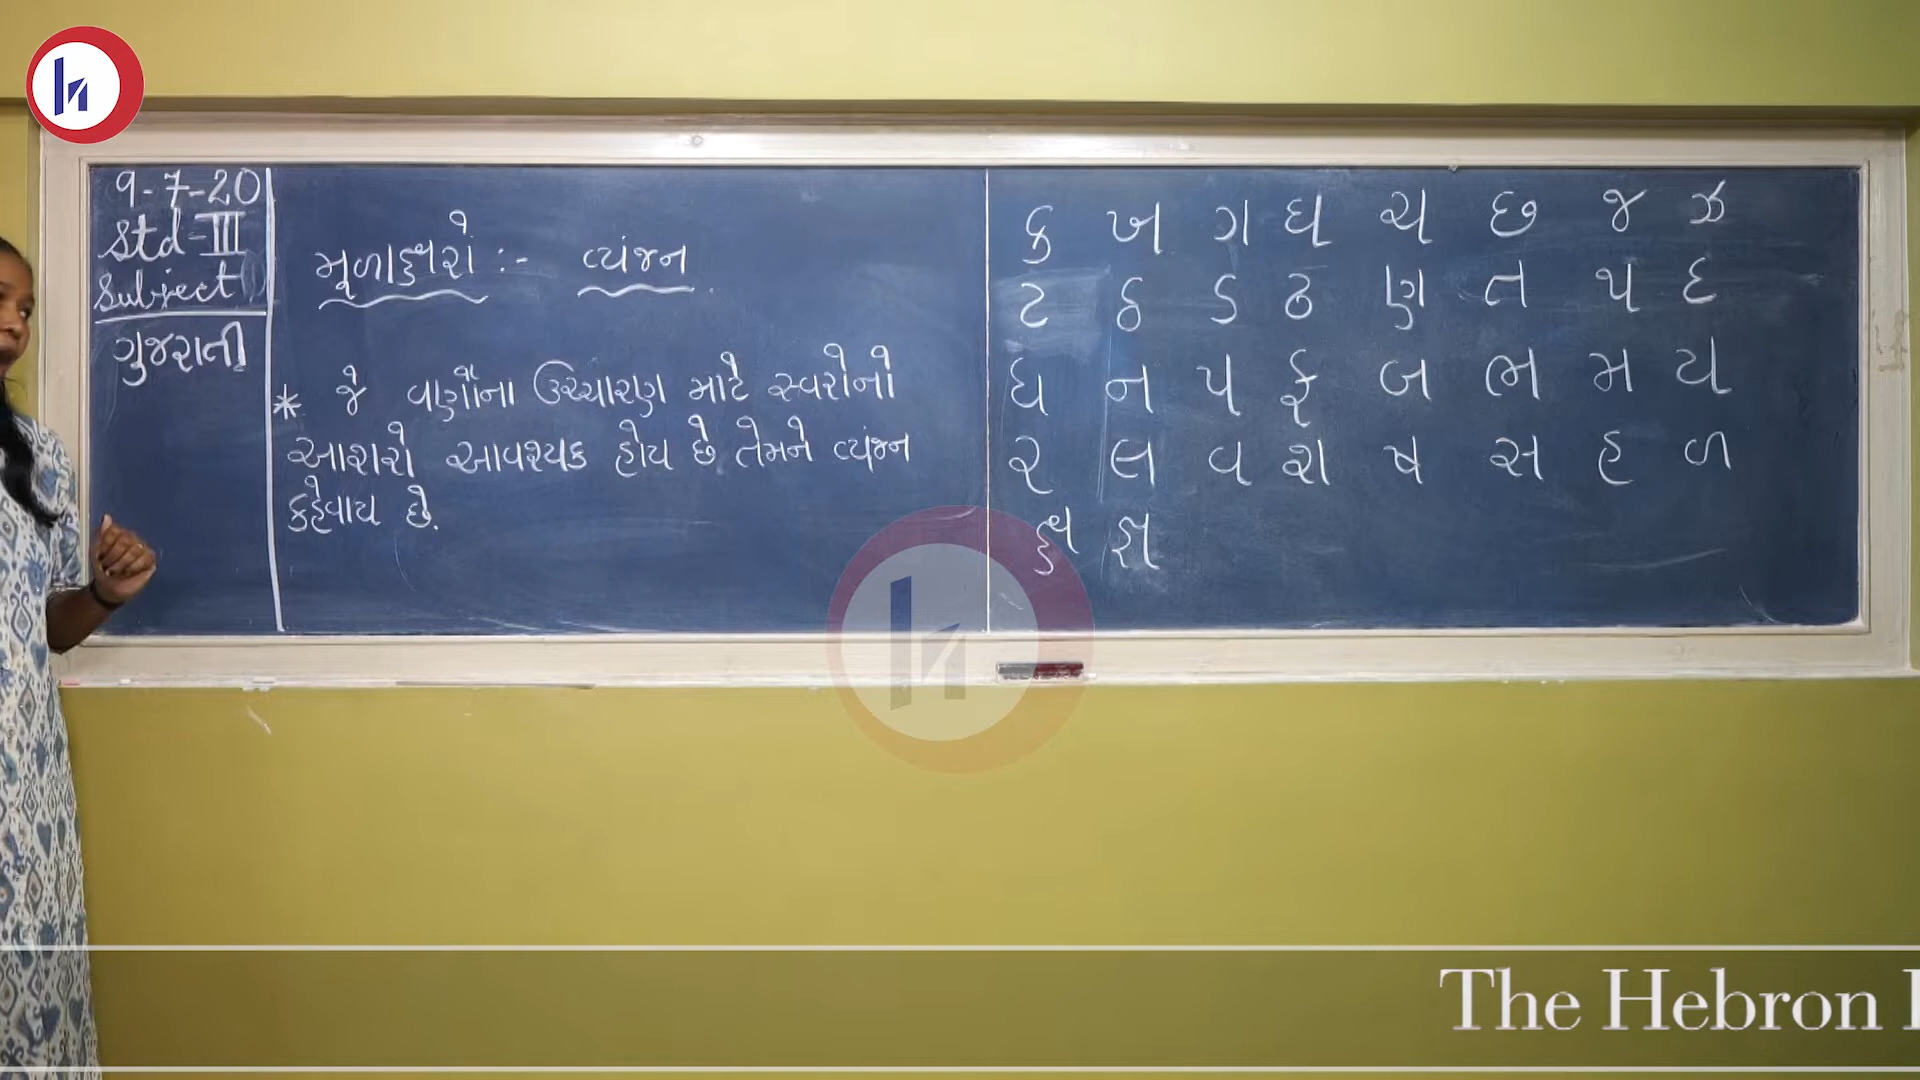 9-7-20
Std-III
Subject
ગુજરાતી
મૂળાક્ષરો :- વ્યંજન
* જે વર્ણોના ઉચ્ચારણ માટે સ્વરોનો
આશરો આવશ્યક હોય છે તેમને વ્યંજન
કહેવાય છે.
ક ખ ગ ઘ ચ છ જ ઝ
ટ ઠ ડ ઢ ણ ત થ દ
ધ ન પ ફ બ ભ મ ય
ર લ વ શ ષ સ હ ળ
ક્ષ જ્ઞ
The Hebron